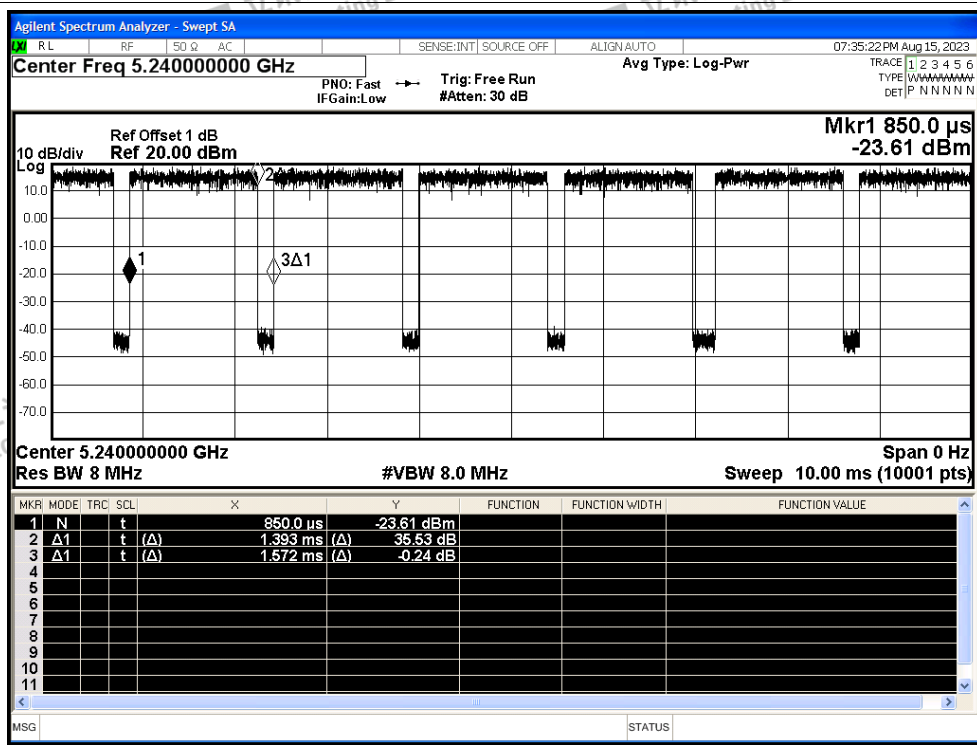 Agilent Spectrum Analyzer - Swept SA
LXI RL RF 50 Ω AC SENSE:INT SOURCE OFF ALIGN AUTO 07:35:22 PM Aug 15, 2023
Center Freq 5.240000000 GHz
PNO: Fast
IFGain:Low
Trig: Free Run
#Atten: 30 dB
Avg Type: Log-Pwr
TRACE 1 2 3 4 5 6
TYPE W
DET P N N N N N
Mkr1 850.0 µs
-23.61 dBm
Ref Offset 1 dB
10 dB/div Ref 20.00 dBm
Log
10.0
0.00
-10.0
-20.0
-30.0
-40.0
-50.0
-60.0
-70.0
1
3Δ1
Center 5.240000000 GHz Span 0 Hz
Res BW 8 MHz #VBW 8.0 MHz Sweep 10.00 ms (10001 pts)
MKR MODE TRC SCL X Y FUNCTION FUNCTION WIDTH FUNCTION VALUE
1 N t 850.0 µs -23.61 dBm
2 Δ1 t (Δ) 1.393 ms (Δ) 35.53 dB
3 Δ1 t (Δ) 1.572 ms (Δ) -0.24 dB
4
5
6
7
8
9
10
11
MSG STATUS